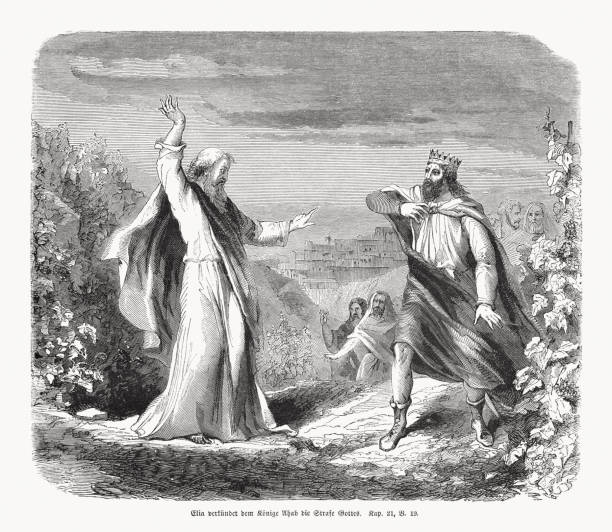 Elia verkündet dem Könige Ahab die Strafe Gottes. Kap. 21, V. 19.